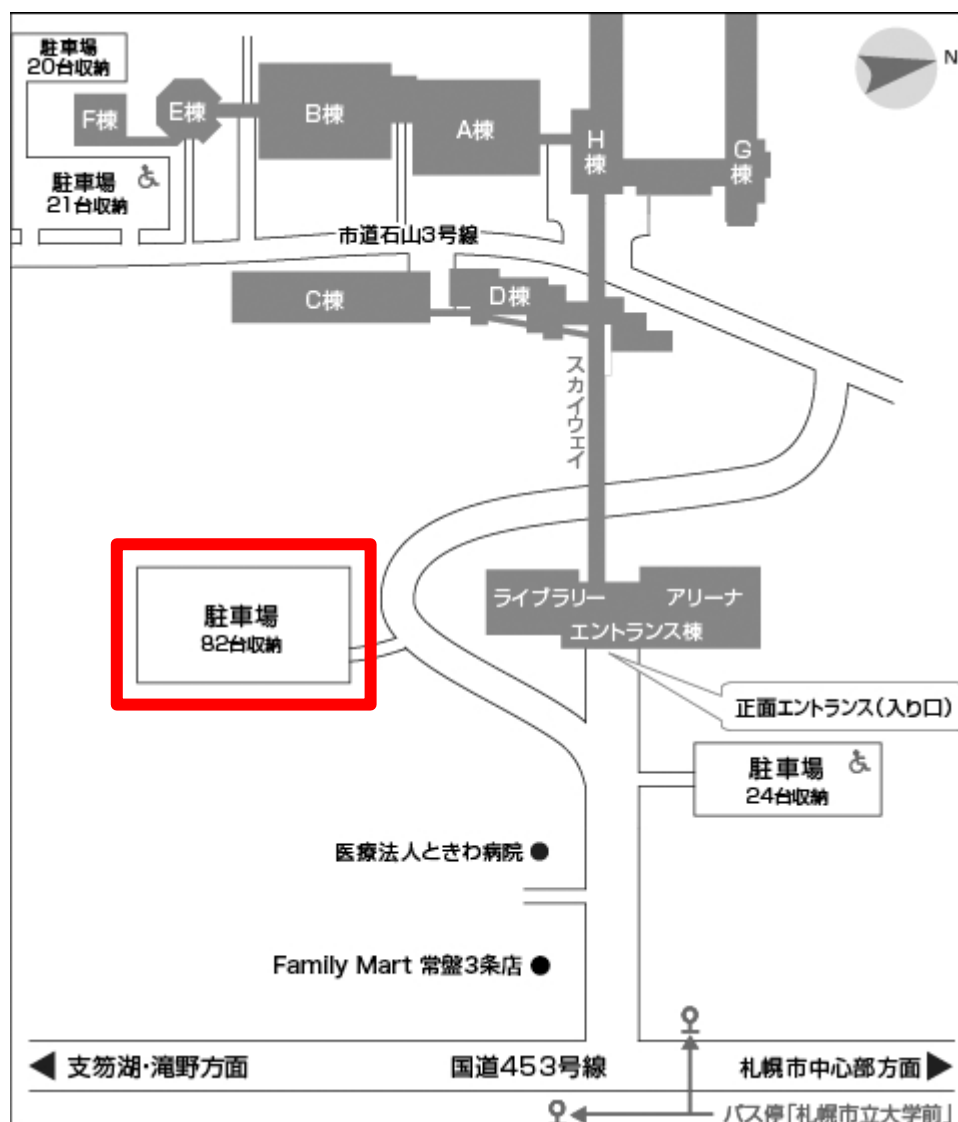 駐車場
20台収納
N
F棟
E棟
B棟
A棟
H棟
G棟
駐車場
21台収納
市道石山3号線
C棟
D棟
スカイウェイ
駐車場
82台収納
ライブラリー
アリーナ
エントランス棟
正面エントランス(入り口)
駐車場
24台収納
医療法人ときわ病院
Family Mart 常盤3条店
支笏湖・滝野方面
国道453号線
札幌市中心部方面
バス停「札幌市立大学前」